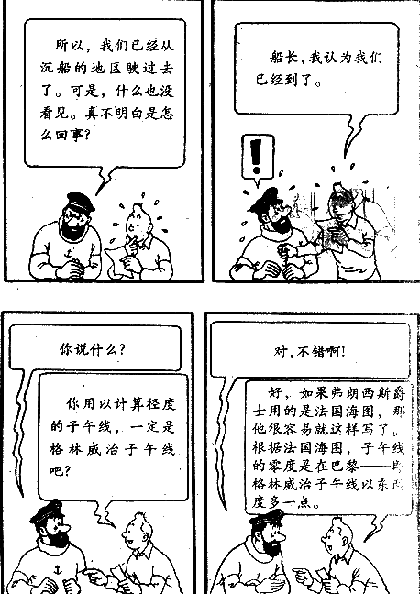 所以，我们已经从
沉船的地区驶过去
了。可是，什么也没
看见。真不明白是怎
么回事？
船长，我认为我们
已经到了。
！
你说什么？
你用以计算径度
的子午线，一定是
格林威治子午线
吧？
对，不错啊！
好，如果弗朗西斯爵
士用的是法国海图，那
他很容易就这样写了。
根据法国海图，子午线
的零度是在巴黎——
格林威治子午线以东两
度多一点。